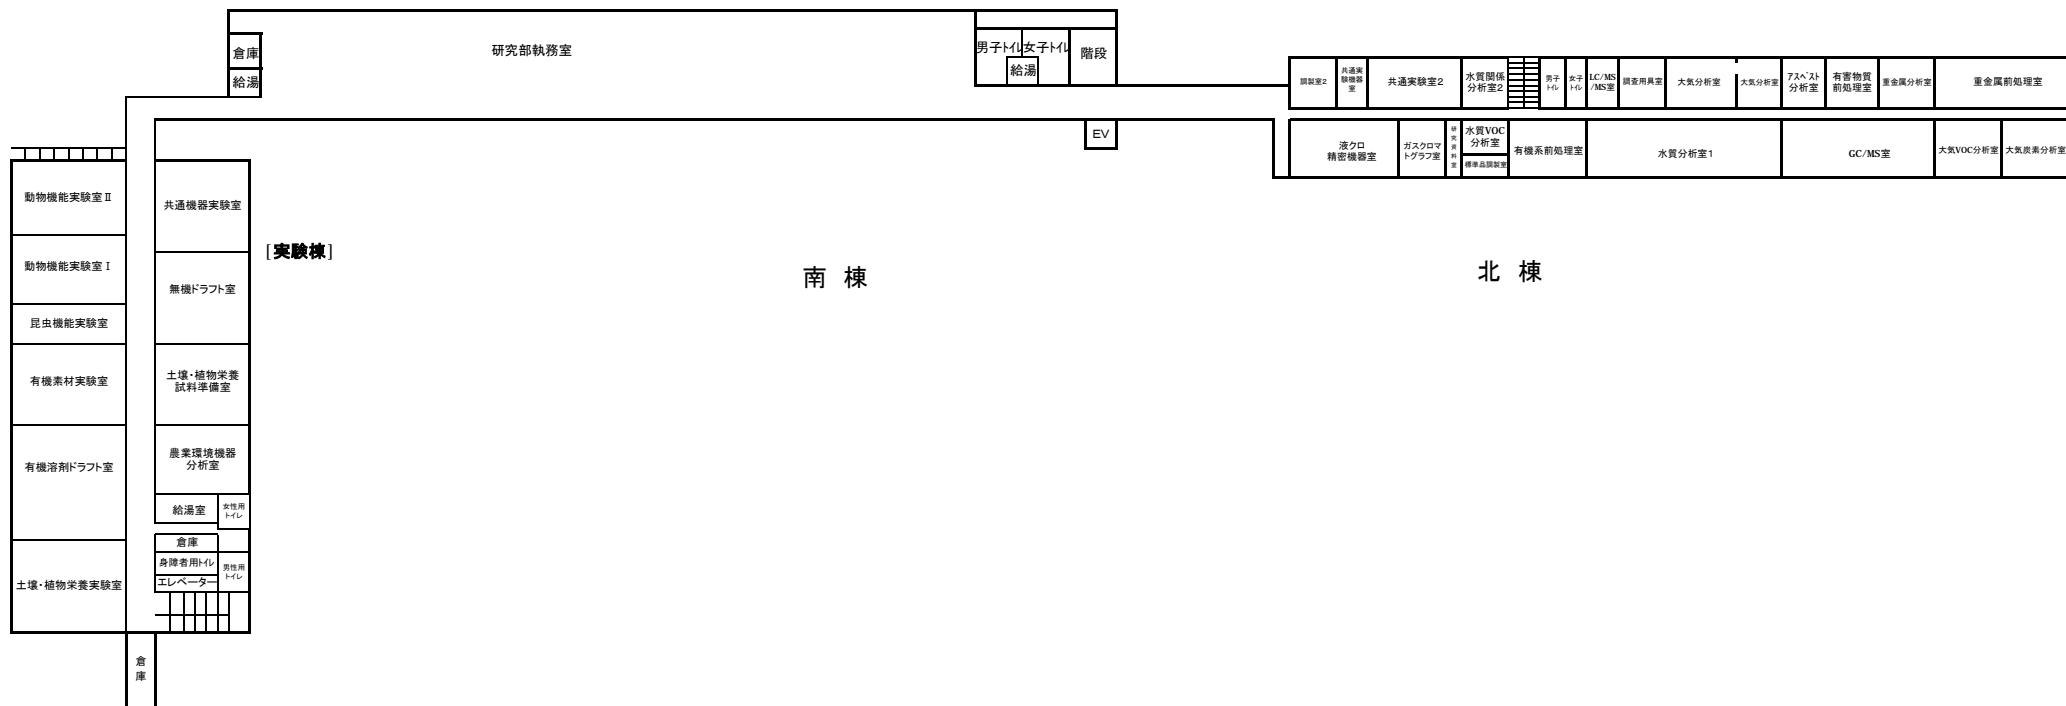 倉庫
給湯
研究部執務室
男子トイレ
女子トイレ
給湯
階段
EV
調製室2
共通実
験機器
室
共通実験室2
水質関係
分析室2
男子
トイレ
女子
トイレ
LC/MS
/MS室
調査用具室
大気分析室
大気分析室
アスベスト
分析室
有害物質
前処理室
重金属分析室
重金属前処理室
液クロ
精密機器室
ガスクロマ
トグラフ室
研
究
資
料
室
水質VOC
分析室
標準品調製室
有機系前処理室
水質分析室1
GC/MS室
大気VOC分析室
大気炭素分析室
動物機能実験室Ⅱ
動物機能実験室Ⅰ
昆虫機能実験室
有機素材実験室
有機溶剤ドラフト室
土壌・植物栄養実験室
共通機器実験室
無機ドラフト室
土壌・植物栄養
試料準備室
農業環境機器
分析室
給湯室
女性用
トイレ
倉庫
身障者用トイレ
エレベーター
男性用
トイレ
倉
庫
[実験棟]
南 棟
北 棟